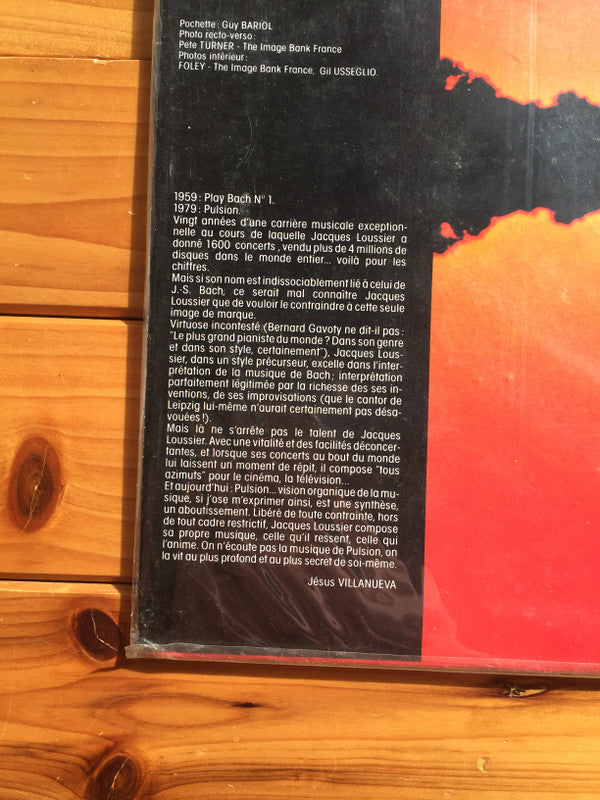 Pochette : Guy BARIOL
Photo recto-verso :
Pete TURNER - The Image Bank France
Photos intérieur :
FOLEY - The Image Bank France, Gil USSEGLIO.
1959 : Play Bach N° 1.
1979 : Pulsion.
Vingt années d'une carrière musicale exception-
nelle au cours de laquelle Jacques Loussier a
donné 1600 concerts , vendu plus de 4 millions de
disques dans le monde entier... voilà pour les
chiffres.
Mais si son nom est indissociablement lié à celui de
J.-S. Bach, ce serait mal connaître Jacques
Loussier que de vouloir le contraindre à cette seule
image de marque.
Virtuose incontesté (Bernard Gavoty ne dit-il pas :
"Le plus grand pianiste du monde ? Dans son genre
et dans son style, certainement"), Jacques Lous-
sier, dans un style précurseur, excelle dans l'inter-
prétation de la musique de Bach ; interprétation
parfaitement légitimée par la richesse des ses in-
ventions, de ses improvisations (que le cantor de
Leipzig lui-même n'aurait certainement pas désa-
vouées !).
Mais là ne s'arrête pas le talent de Jacques
Loussier. Avec une vitalité et des facilités déconcer-
tantes, et lorsque ses concerts au bout du monde
lui laissent un moment de répit, il compose "tous
azimuts" pour le cinéma, la télévision...
Et aujourd'hui : Pulsion... vision organique de la mu-
sique, si j'ose m'exprimer ainsi, est une synthèse,
un aboutissement. Libéré de toute contrainte, hors
de tout cadre restrictif, Jacques Loussier compose
sa propre musique, celle qu'il ressent, celle qui
l'anime. On n'écoute pas la musique de Pulsion, on
la vit au plus profond et au plus secret de soi-même.
Jésus VILLANUEVA